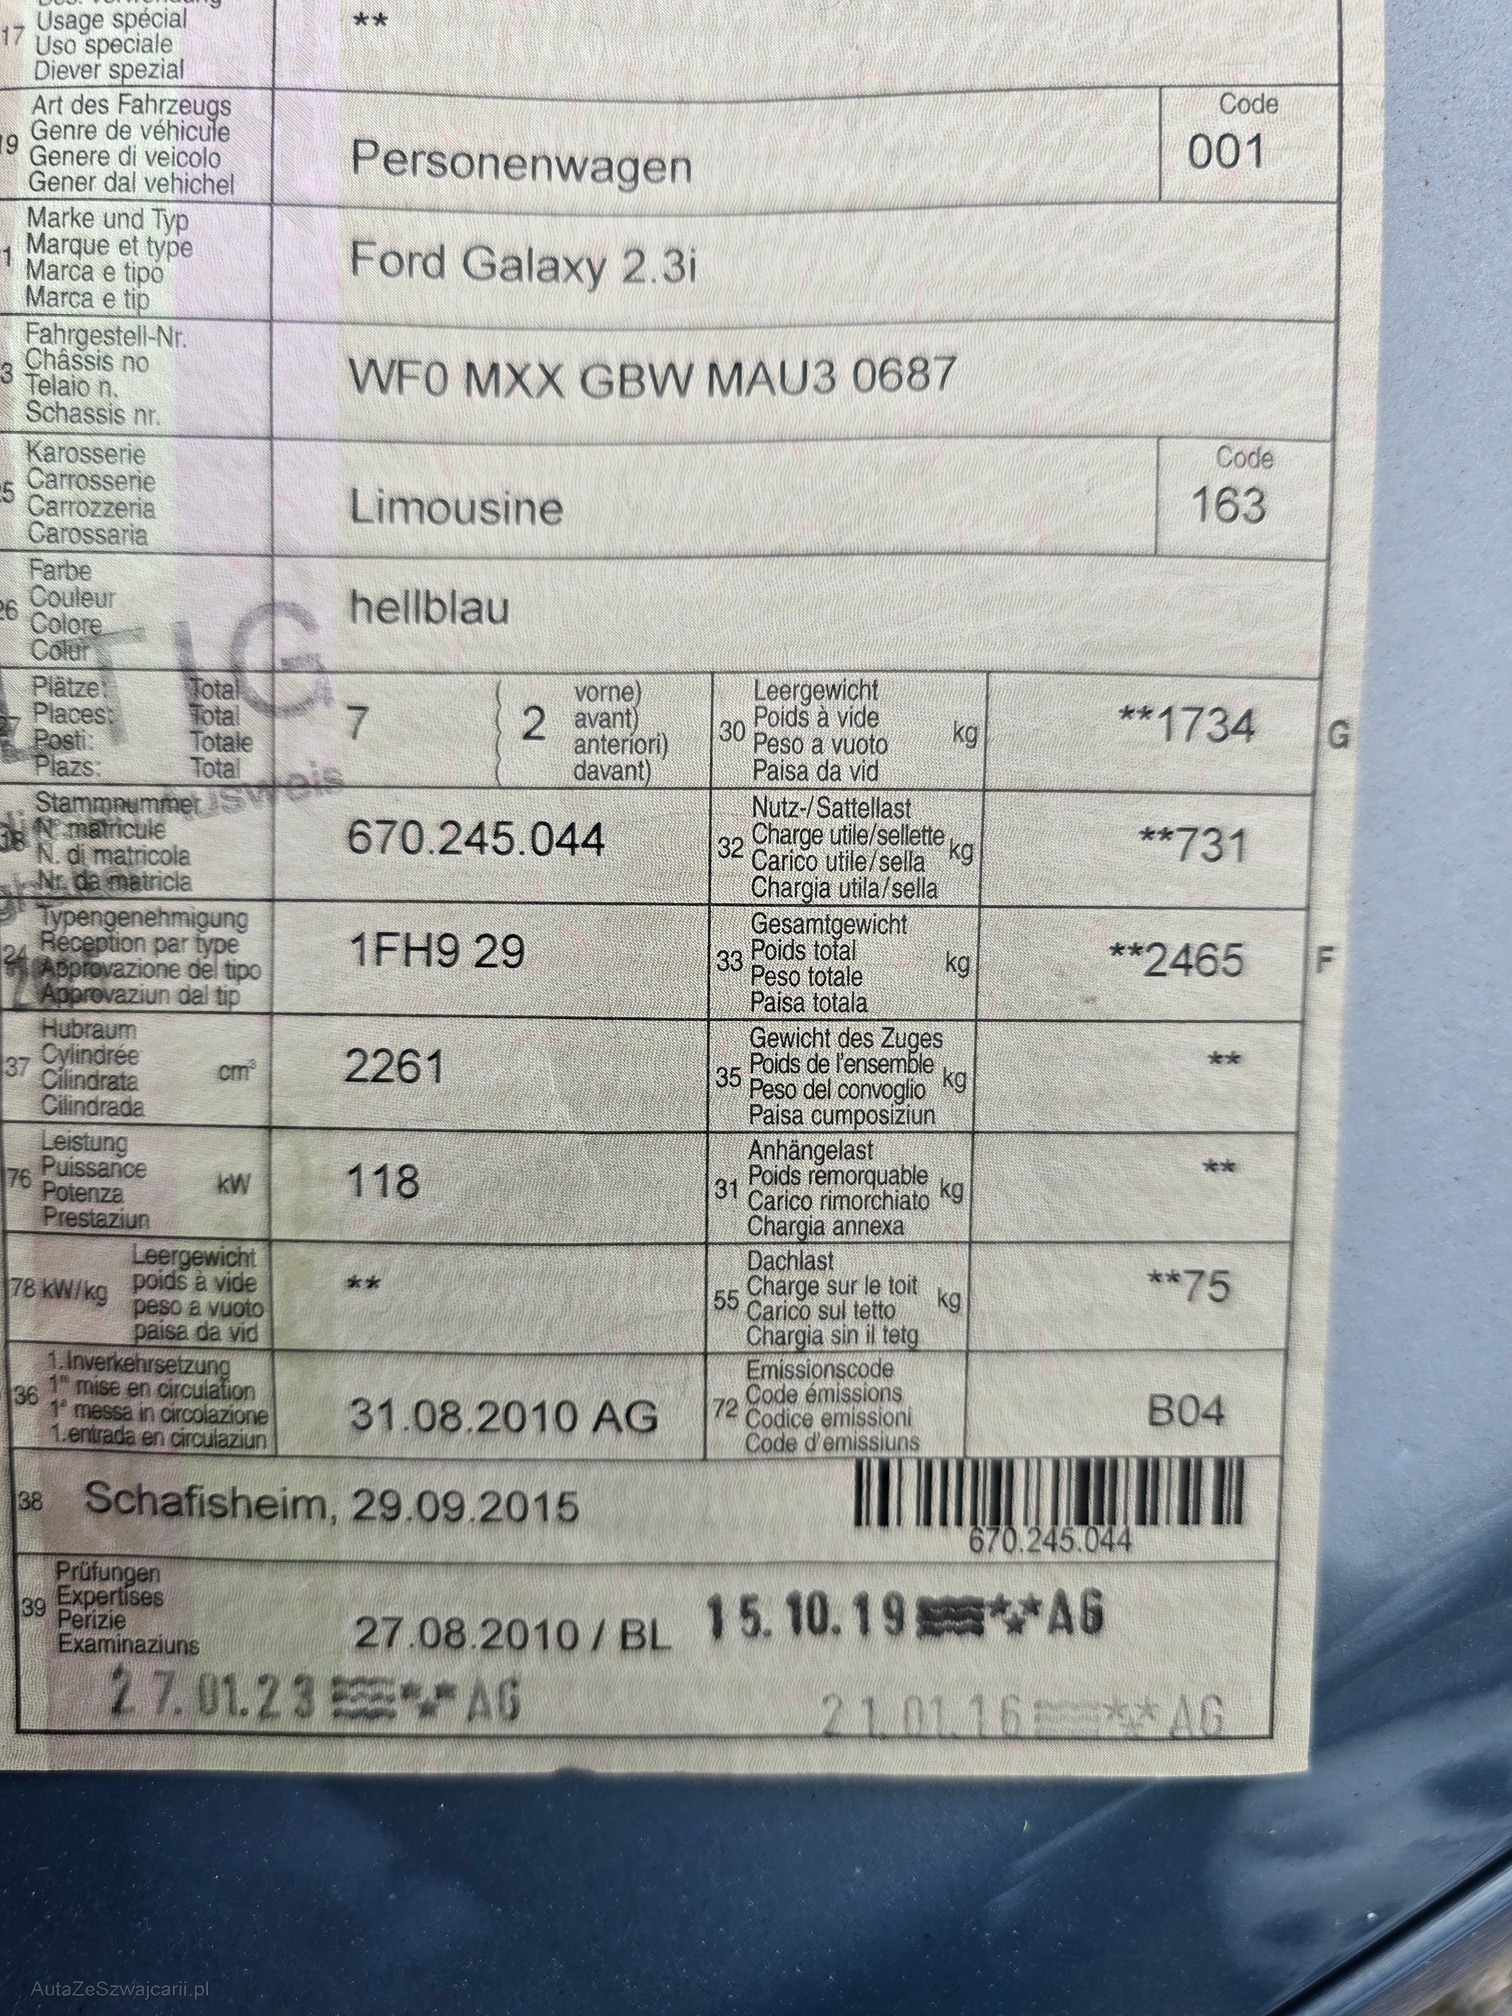 17 Usage spécial **
Uso speciale
Diever spezial
19 Art des Fahrzeugs
Genre de véhicule
Genere di veicolo
Gener dal vehichel
Personenwagen
Code
001
Marke und Typ
Marque et type
Marca e tipo
Marca e tip
Ford Galaxy 2.3i
Fahrgestell-Nr.
Châssis no
Telaio n.
Schassis nr.
WF0 MXX GBW MAU3 0687
Karosserie
Carrosserie
Carrozzeria
Carossaria
Limousine
Code
163
26 Farbe
Couleur
Colore
Colur
hellblau
Plätze: Total
Places: Total
Posti: Totale
Plazs: Total
7 (2 vorne)
avant)
anteriori)
davant)
30 Leergewicht
Poids à vide
Peso a vuoto
Paisa da vid
kg
**1734 G
Ausweis
Stammnummer
N° matricule
N. di matricola
Nr. da matricla
670.245.044
32 Nutz-/Sattellast
Charge utile/sellette
Carico utile/sella
Chargia utila/sella
kg
**731
24 Typengenehmigung
Réception par type
Approvazione del tipo
Approvaziun dal tip
1FH9 29
33 Gesamtgewicht
Poids total
Peso totale
Paisa totala
kg
**2465 F
37 Hubraum
Cylindrée
Cilindrata
Cilindrada
cm³
2261
35 Gewicht des Zuges
Poids de l'ensemble
Peso del convoglio
Paisa cumposiziun
kg
**
76 Leistung
Puissance
Potenza
Prestaziun
kW
118
31 Anhängelast
Poids remorquable
Carico rimorchiato
Chargia annexa
kg
**
78 kW/kg Leergewicht
poids à vide
peso a vuoto
paisa da vid
**
55 Dachlast
Charge sur le toit
Carico sul tetto
Chargia sin il tetg
kg
**75
36 1.Inverkehrsetzung
1re mise en circulation
1a messa in circolazione
1.entrada en circulaziun
31.08.2010 AG
72 Emissionscode
Code émissions
Codice emissioni
Code d'emissiuns
B04
38 Schafisheim, 29.09.2015
670.245.044
39 Prüfungen
Expertises
Perizie
Examinaziuns
27.08.2010 / BL 15.10.19 *** AG
27.01.23 *** AG 21.01.16 *** AG
AutaZeSzwajcarii.pl